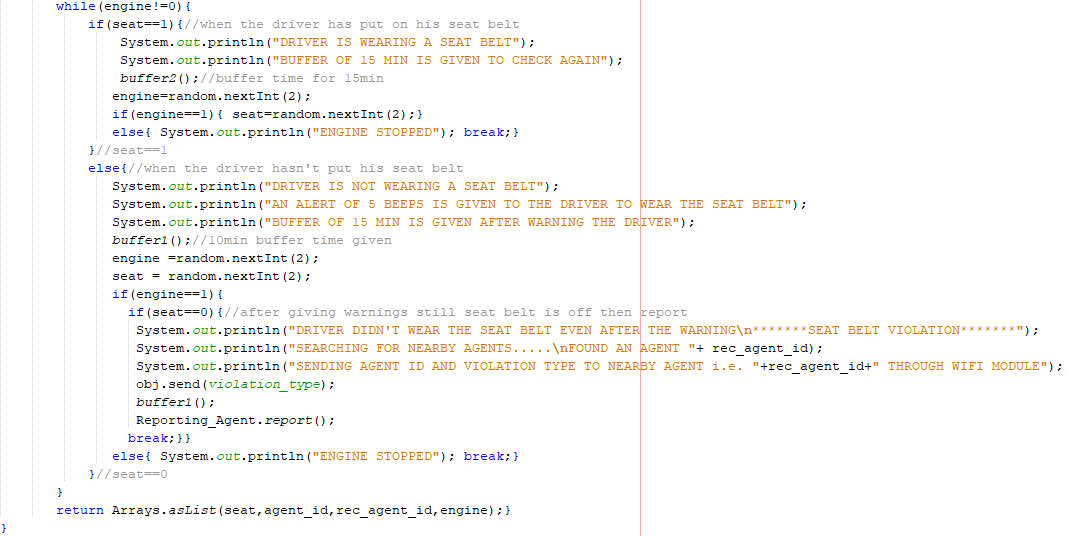 while(engine!=0){
if(seat==1){//when the driver has put on his seat belt
System.out.println("DRIVER IS WEARING A SEAT BELT");
System.out.println("BUFFER OF 15 MIN IS GIVEN TO CHECK AGAIN");
buffer2();//buffer time for 15min
engine=random.nextInt(2);
if(engine==1){ seat=random.nextInt(2);}
else{ System.out.println("ENGINE STOPPED"); break;}
}//seat==1
else{//when the driver hasn't put his seat belt
System.out.println("DRIVER IS NOT WEARING A SEAT BELT");
System.out.println("AN ALERT OF 5 BEEPS IS GIVEN TO THE DRIVER TO WEAR THE SEAT BELT");
System.out.println("BUFFER OF 15 MIN IS GIVEN AFTER WARNING THE DRIVER");
buffer1();//10min buffer time given
engine =random.nextInt(2);
seat = random.nextInt(2);
if(engine==1){
if(seat==0){//after giving warnings still seat belt is off then report
System.out.println("DRIVER DIDN'T WEAR THE SEAT BELT EVEN AFTER THE WARNING\n*******SEAT BELT VIOLATION*******");
System.out.println("SEARCHING FOR NEARBY AGENTS.....\nFOUND AN AGENT "+ rec_agent_id);
System.out.println("SENDING AGENT ID AND VIOLATION TYPE TO NEARBY AGENT i.e. "+rec_agent_id+" THROUGH WIFI MODULE");
obj.send(violation_type);
buffer1();
Reporting_Agent.report();
break;}}
else{ System.out.println("ENGINE STOPPED"); break;}
}//seat==0
}
return Arrays.asList(seat,agent_id,rec_agent_id,engine);}
}